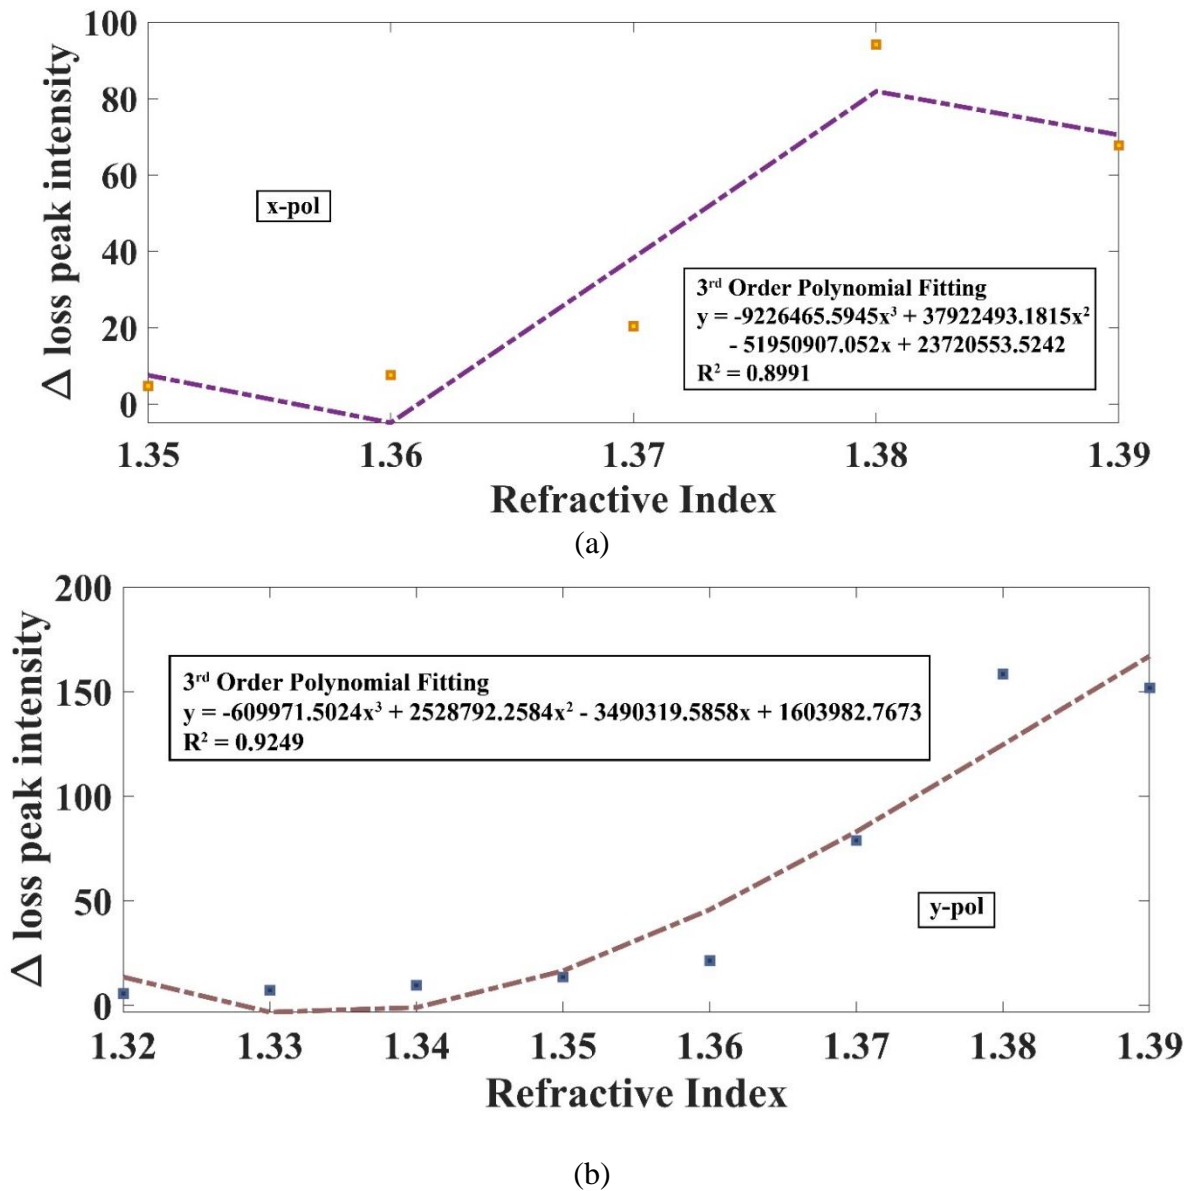 100
80
60
40
20
0
Δ loss peak intensity
x-pol
3rd Order Polynomial Fitting
y = -9226465.5945x³ + 37922493.1815x²
- 51950907.052x + 23720553.5242
R² = 0.8991
1.35 1.36 1.37 1.38 1.39
Refractive Index
(a)
200
150
100
50
0
Δ loss peak intensity
3rd Order Polynomial Fitting
y = -609971.5024x³ + 2528792.2584x² - 3490319.5858x + 1603982.7673
R² = 0.9249
y-pol
1.32 1.33 1.34 1.35 1.36 1.37 1.38 1.39
Refractive Index
(b)